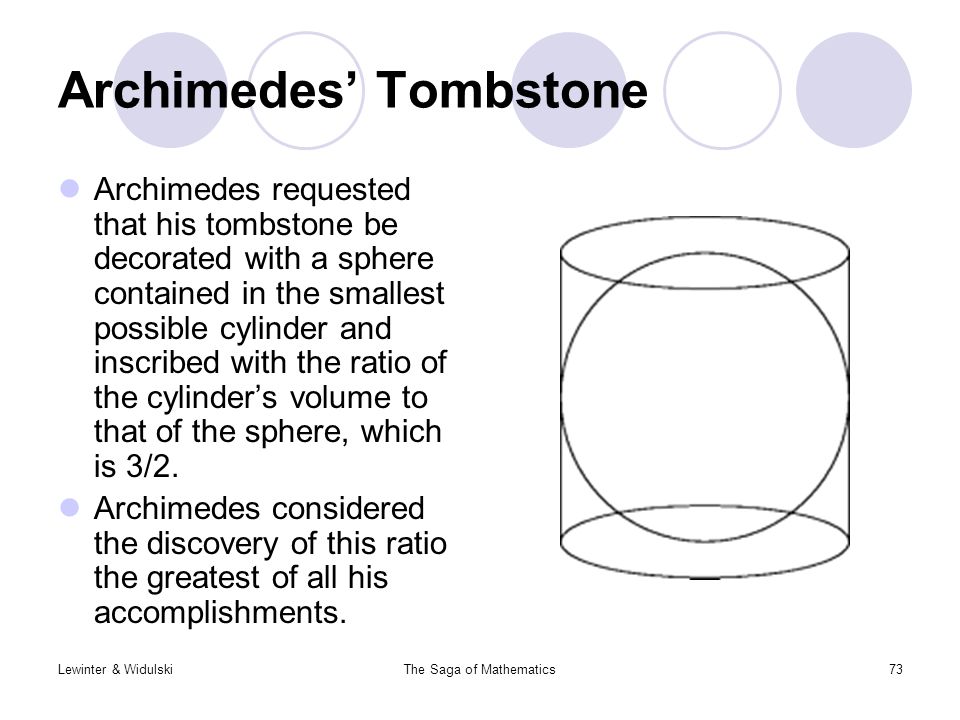 Archimedes’ Tombstone
Archimedes requested
that his tombstone be
decorated with a sphere
contained in the smallest
possible cylinder and
inscribed with the ratio of
the cylinder’s volume to
that of the sphere, which
is 3/2.
Archimedes considered
the discovery of this ratio
the greatest of all his
accomplishments.
Lewinter & Widulski
The Saga of Mathematics
73